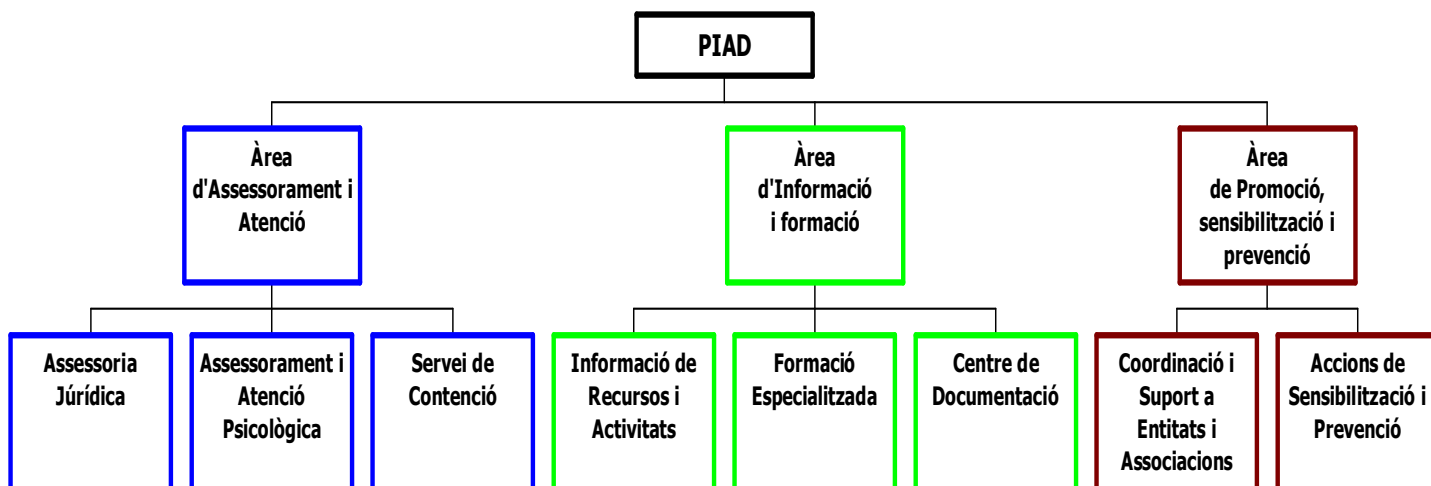 PIAD
Àrea
d'Assessorament i
Atenció
Àrea
d'Informació
i formació
Àrea
de Promoció,
sensibilització i
prevenció
Assessoria
Júrídica
Assessorament i
Atenció
Psicològica
Servei de
Contenció
Informació de
Recursos i
Activitats
Formació
Especialitzada
Centre de
Documentació
Coordinació i
Suport a
Entitats i
Associacions
Accions de
Sensibilització i
Prevenció